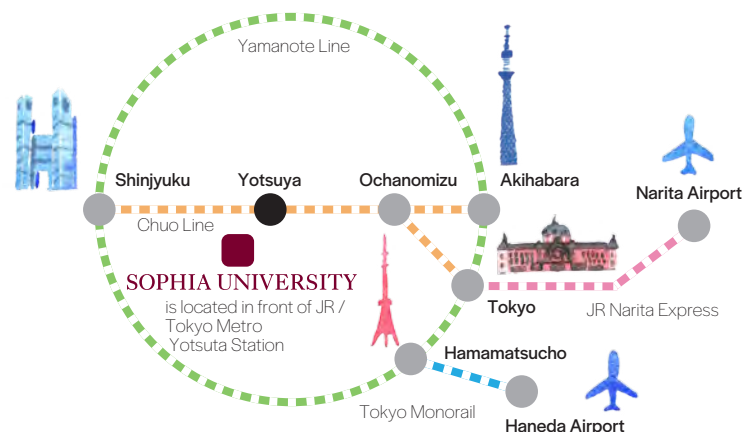 Yamanote Line
Shinjyuku
Yotsuya
Ochanomizu
Akihabara
Narita Airport
Chuo Line
SOPHIA UNIVERSITY
is located in front of JR /
Tokyo Metro
Yotsuta Station
Tokyo
JR Narita Express
Hamamatsucho
Tokyo Monorail
Haneda Airport